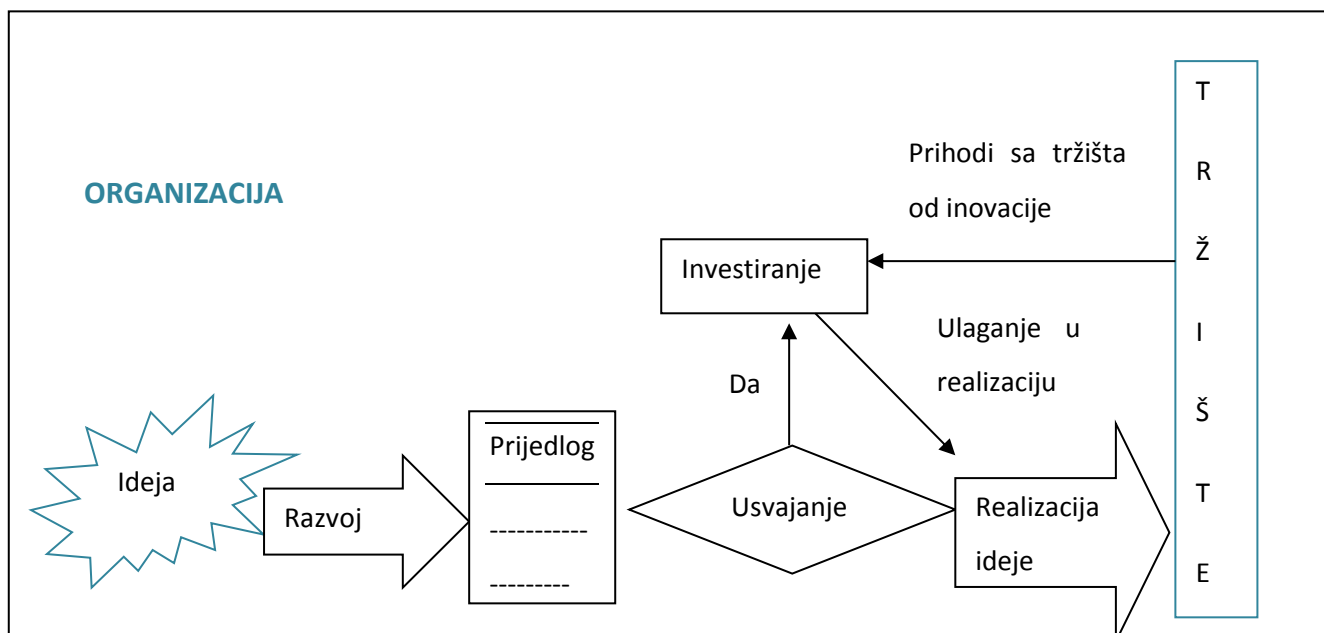 ORGANIZACIJA
Prihodi sa tržišta
od inovacije
Investiranje
Ulaganje u
realizaciju
Da
Ideja
Razvoj
Prijedlog
-----------
---------
Usvajanje
Realizacija
ideje
T
R
Ž
I
Š
T
E